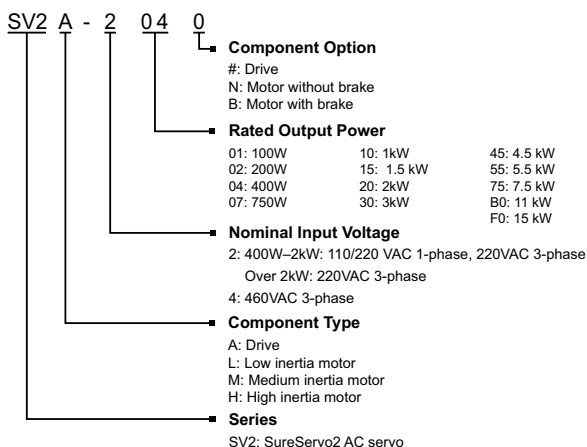 SV2 A - 2 04 0
Component Option
#: Drive
N: Motor without brake
B: Motor with brake
Rated Output Power
01: 100W 10: 1kW 45: 4.5 kW
02: 200W 15: 1.5 kW 55: 5.5 kW
04: 400W 20: 2kW 75: 7.5 kW
07: 750W 30: 3kW B0: 11 kW
F0: 15 kW
Nominal Input Voltage
2: 400W–2kW: 110/220 VAC 1-phase, 220VAC 3-phase
Over 2kW: 220VAC 3-phase
4: 460VAC 3-phase
Component Type
A: Drive
L: Low inertia motor
M: Medium inertia motor
H: High inertia motor
Series
SV2: SureServo2 AC servo